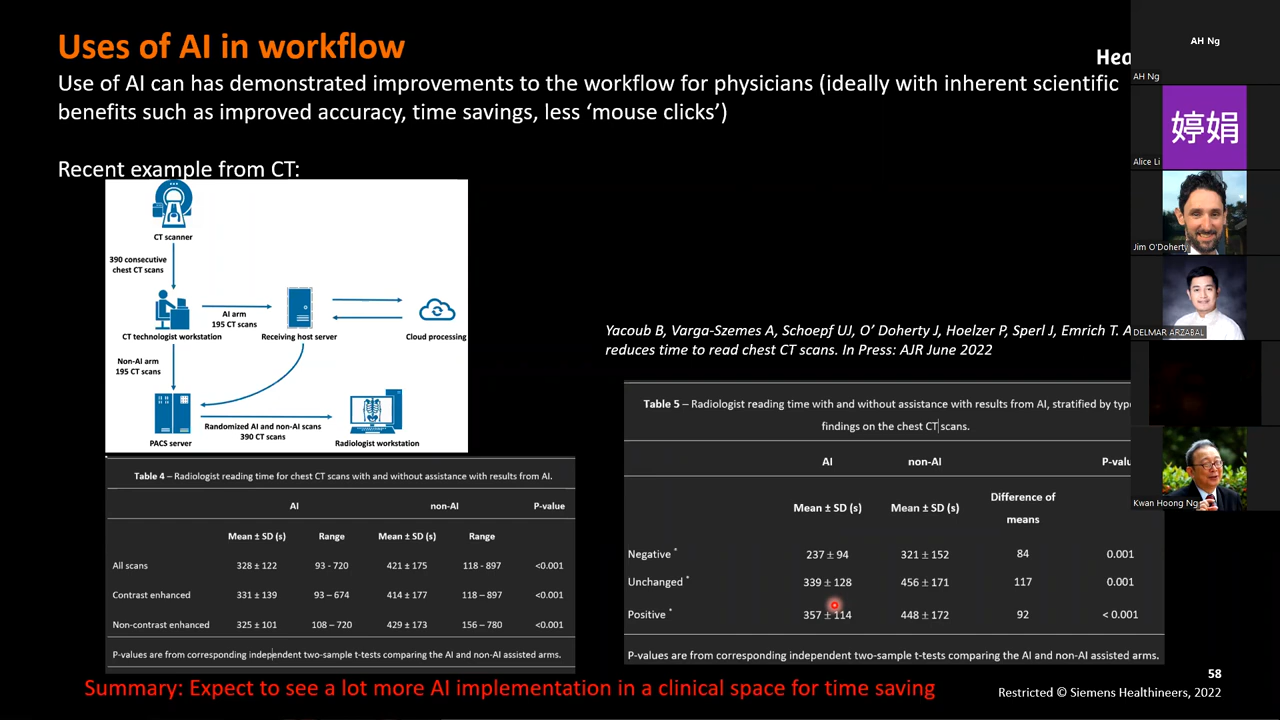 Uses of AI in workflow
Hea
Use of AI can has demonstrated improvements to the workflow for physicians (ideally with inherent scientific
benefits such as improved accuracy, time savings, less ‘mouse clicks’)
Recent example from CT:
CT scanner
390 consecutive
chest CT scans
AI arm
195 CT scans
CT technologist workstation
Receiving host server
Cloud processing
Non-AI arm
195 CT scans
Randomized AI and non-AI scans
390 CT scans
PACS server
Radiologist workstation
Yacoub B, Varga-Szemes A, Schoepf UJ, O’ Doherty J, Hoelzer P, Sperl J, Emrich T. A
reduces time to read chest CT scans. In Press: AJR June 2022
Table 4 – Radiologist reading time for chest CT scans with and without assistance with results from AI.
AI non-AI P-value
Mean ± SD (s) Range Mean ± SD (s) Range
All scans 328 ± 122 93 - 720 421 ± 175 118 - 897 <0.001
Contrast enhanced 331 ± 139 93 – 674 414 ± 177 118 – 897 <0.001
Non-contrast enhanced 325 ± 101 108 – 720 429 ± 173 156 – 780 <0.001
P-values are from corresponding independent two-sample t-tests comparing the AI and non-AI assisted arms.
Table 5 – Radiologist reading time with and without assistance with results from AI, stratified by typ
findings on the chest CT scans.
AI non-AI P-valu
Mean ± SD (s) Mean ± SD (s) Difference of
means
Negative * 237 ± 94 321 ± 152 84 0.001
Unchanged * 339 ± 128 456 ± 171 117 0.001
Positive * 357 ± 114 448 ± 172 92 < 0.001
P-values are from corresponding independent two-sample t-tests comparing the AI and non-AI assisted arms.
Summary: Expect to see a lot more AI implementation in a clinical space for time saving
58
Restricted © Siemens Healthineers, 2022
AH Ng
AH Ng
婷娟
Alice Li
Jim O'Doherty
DELMAR ARZABAL
Kwan Hoong Ng